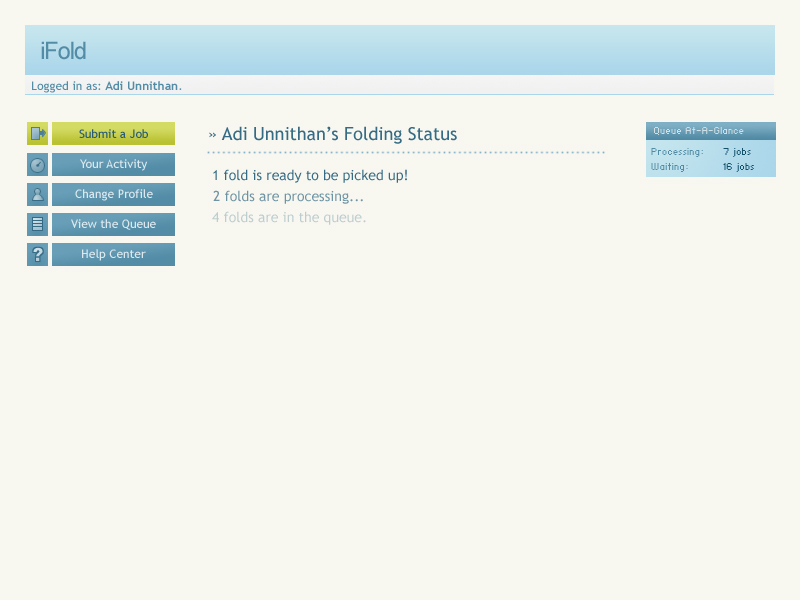 iFold
Logged in as: Adi Unnithan.
Submit a Job
Your Activity
Change Profile
View the Queue
? Help Center
» Adi Unnithan’s Folding Status
1 fold is ready to be picked up!
2 folds are processing...
4 folds are in the queue.
Queue At-A-Glance
Processing: 7 jobs
Waiting: 16 jobs